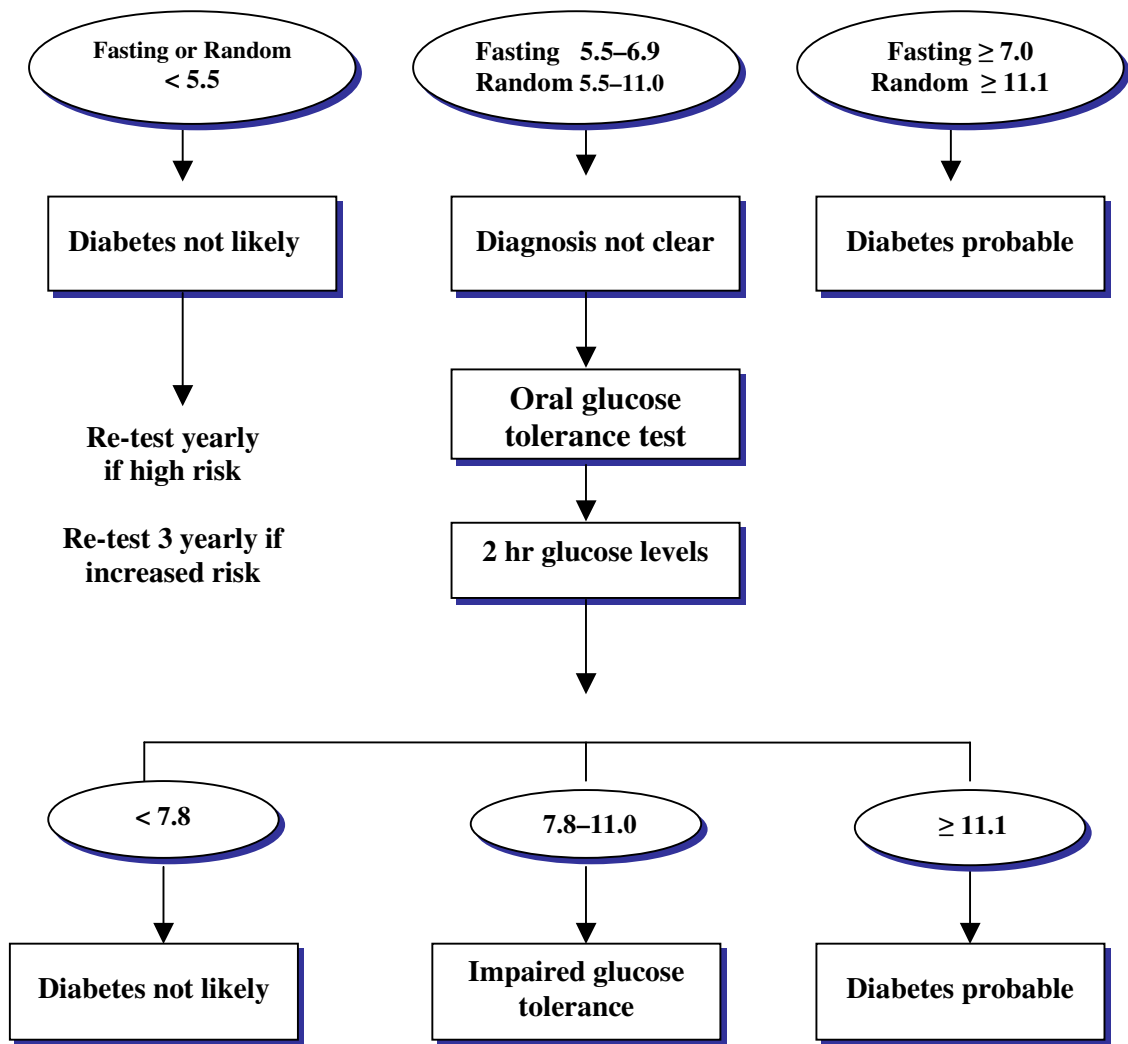 Fasting or Random
< 5.5
Fasting 5.5–6.9
Random 5.5–11.0
Fasting ≥ 7.0
Random ≥ 11.1
Diabetes not likely
Diagnosis not clear
Diabetes probable
Re-test yearly
if high risk
Re-test 3 yearly if
increased risk
Oral glucose
tolerance test
2 hr glucose levels
< 7.8
7.8–11.0
≥ 11.1
Diabetes not likely
Impaired glucose
tolerance
Diabetes probable